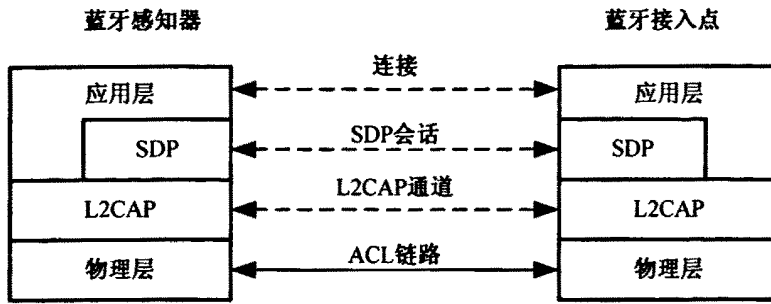 蓝牙感知器 蓝牙接入点
应用层 连接 应用层
SDP SDP会话 SDP
L2CAP L2CAP通道 L2CAP
物理层 ACL链路 物理层